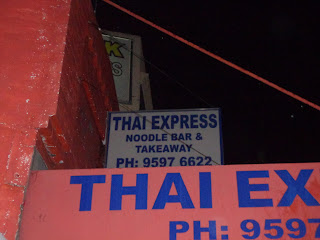 K
S
THAI EXPRESS
NOODLE BAR &
TAKEAWAY
PH: 9597 6622
THAI EX
PH: 9597